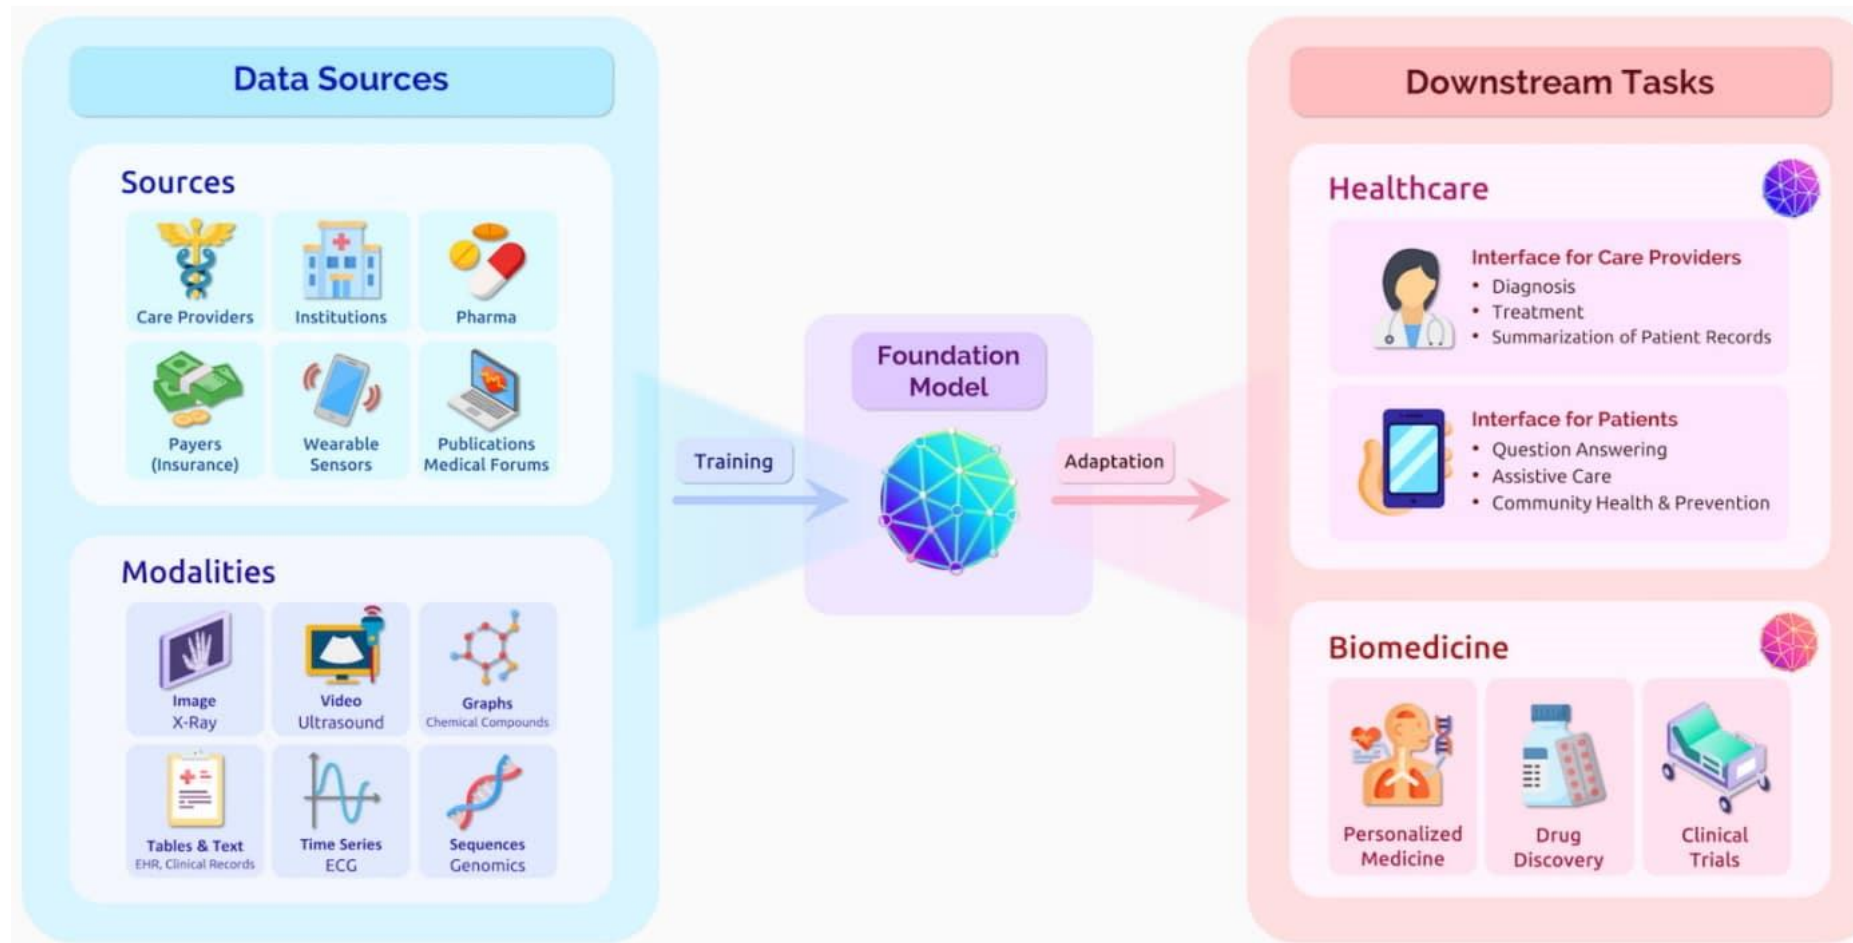 Data Sources
Sources
Care Providers
Institutions
Pharma
Payers
(Insurance)
Wearable
Sensors
Publications
Medical Forums
Modalities
Image
X-Ray
Video
Ultrasound
Graphs
Chemical Compounds
Tables & Text
EHR, Clinical Records
Time Series
ECG
Sequences
Genomics
Training
Foundation
Model
Adaptation
Downstream Tasks
Healthcare
Interface for Care Providers
• Diagnosis
• Treatment
• Summarization of Patient Records
Interface for Patients
• Question Answering
• Assistive Care
• Community Health & Prevention
Biomedicine
Personalized
Medicine
Drug
Discovery
Clinical
Trials